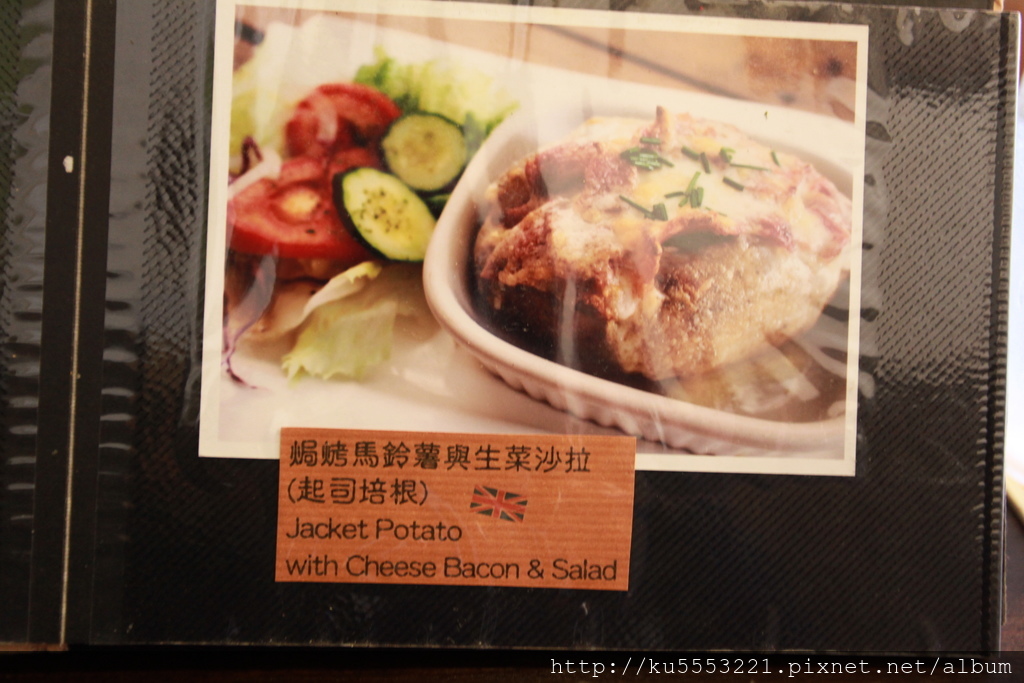 焗烤馬鈴薯與生菜沙拉
(起司培根)
Jacket Potato
with Cheese Bacon & Salad
http://ku5553221.pixnet.net/album